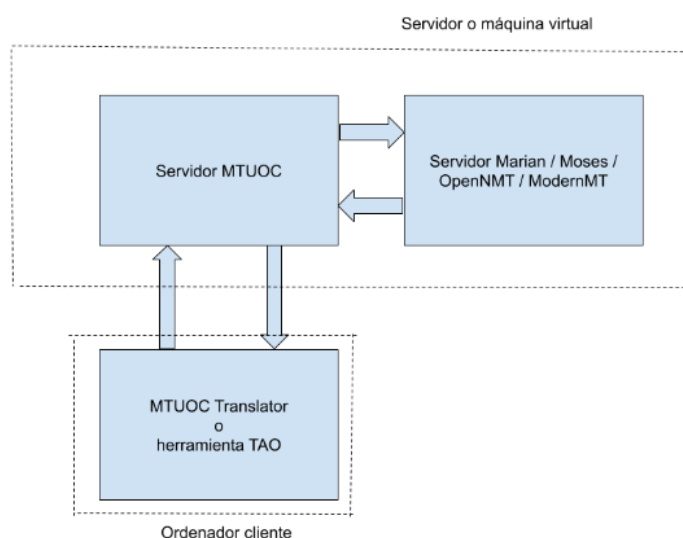 Servidor o máquina virtual
Servidor MTUOC
Servidor Marian / Moses /
OpenNMT / ModernMT
MTUOC Translator
o
herramienta TAO
Ordenador cliente